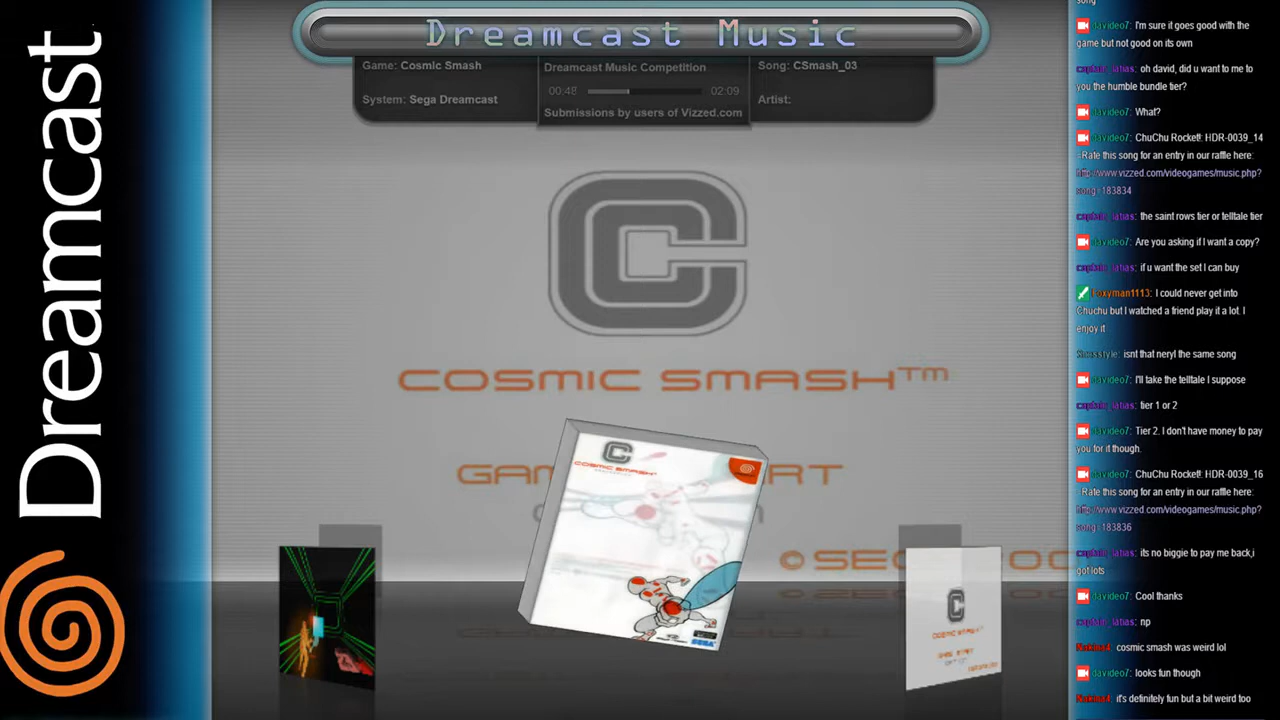 Dreamcast
Dreamcast Music
Game: Cosmic Smash
System: Sega Dreamcast
Dreamcast Music Competition
00:48
02:09
Submissions by users of Vizzed.com
Song: CSmash_03
Artist:
COSMIC SMASH™
GAM
RT
© SEG
COSMIC SMASH
SEGA
COSMIC SMASH
song
davideo7: I'm sure it goes good with the
game but not good on its own
captain_latias: oh david, did u want to me to
you the humble bundle tier?
davideo7: What?
davideo7: ChuChu Rocket!: HDR-0039_14
-Rate this song for an entry in our raffle here:
http://www.vizzed.com/videogames/music.php?
song=183834
captain_latias: the saint rows tier or telltale tier
davideo7: Are you asking if I want a copy?
captain_latias: if u want the set I can buy
Foxyman1113: I could never get into
Chuchu but I watched a friend play it a lot. I
enjoy it
isnt that neryl the same song
davideo7: I'll take the telltale I suppose
captain_latias: tier 1 or 2
davideo7: Tier 2. I don't have money to pay
you for it though.
davideo7: ChuChu Rocket!: HDR-0039_16
-Rate this song for an entry in our raffle here:
http://www.vizzed.com/videogames/music.php?
song=183836
captain_latias: its no biggie to pay me back,i
got lots
davideo7: Cool thanks
captain_latias: np
cosmic smash was weird lol
davideo7: looks fun though
it's definitely fun but a bit weird too